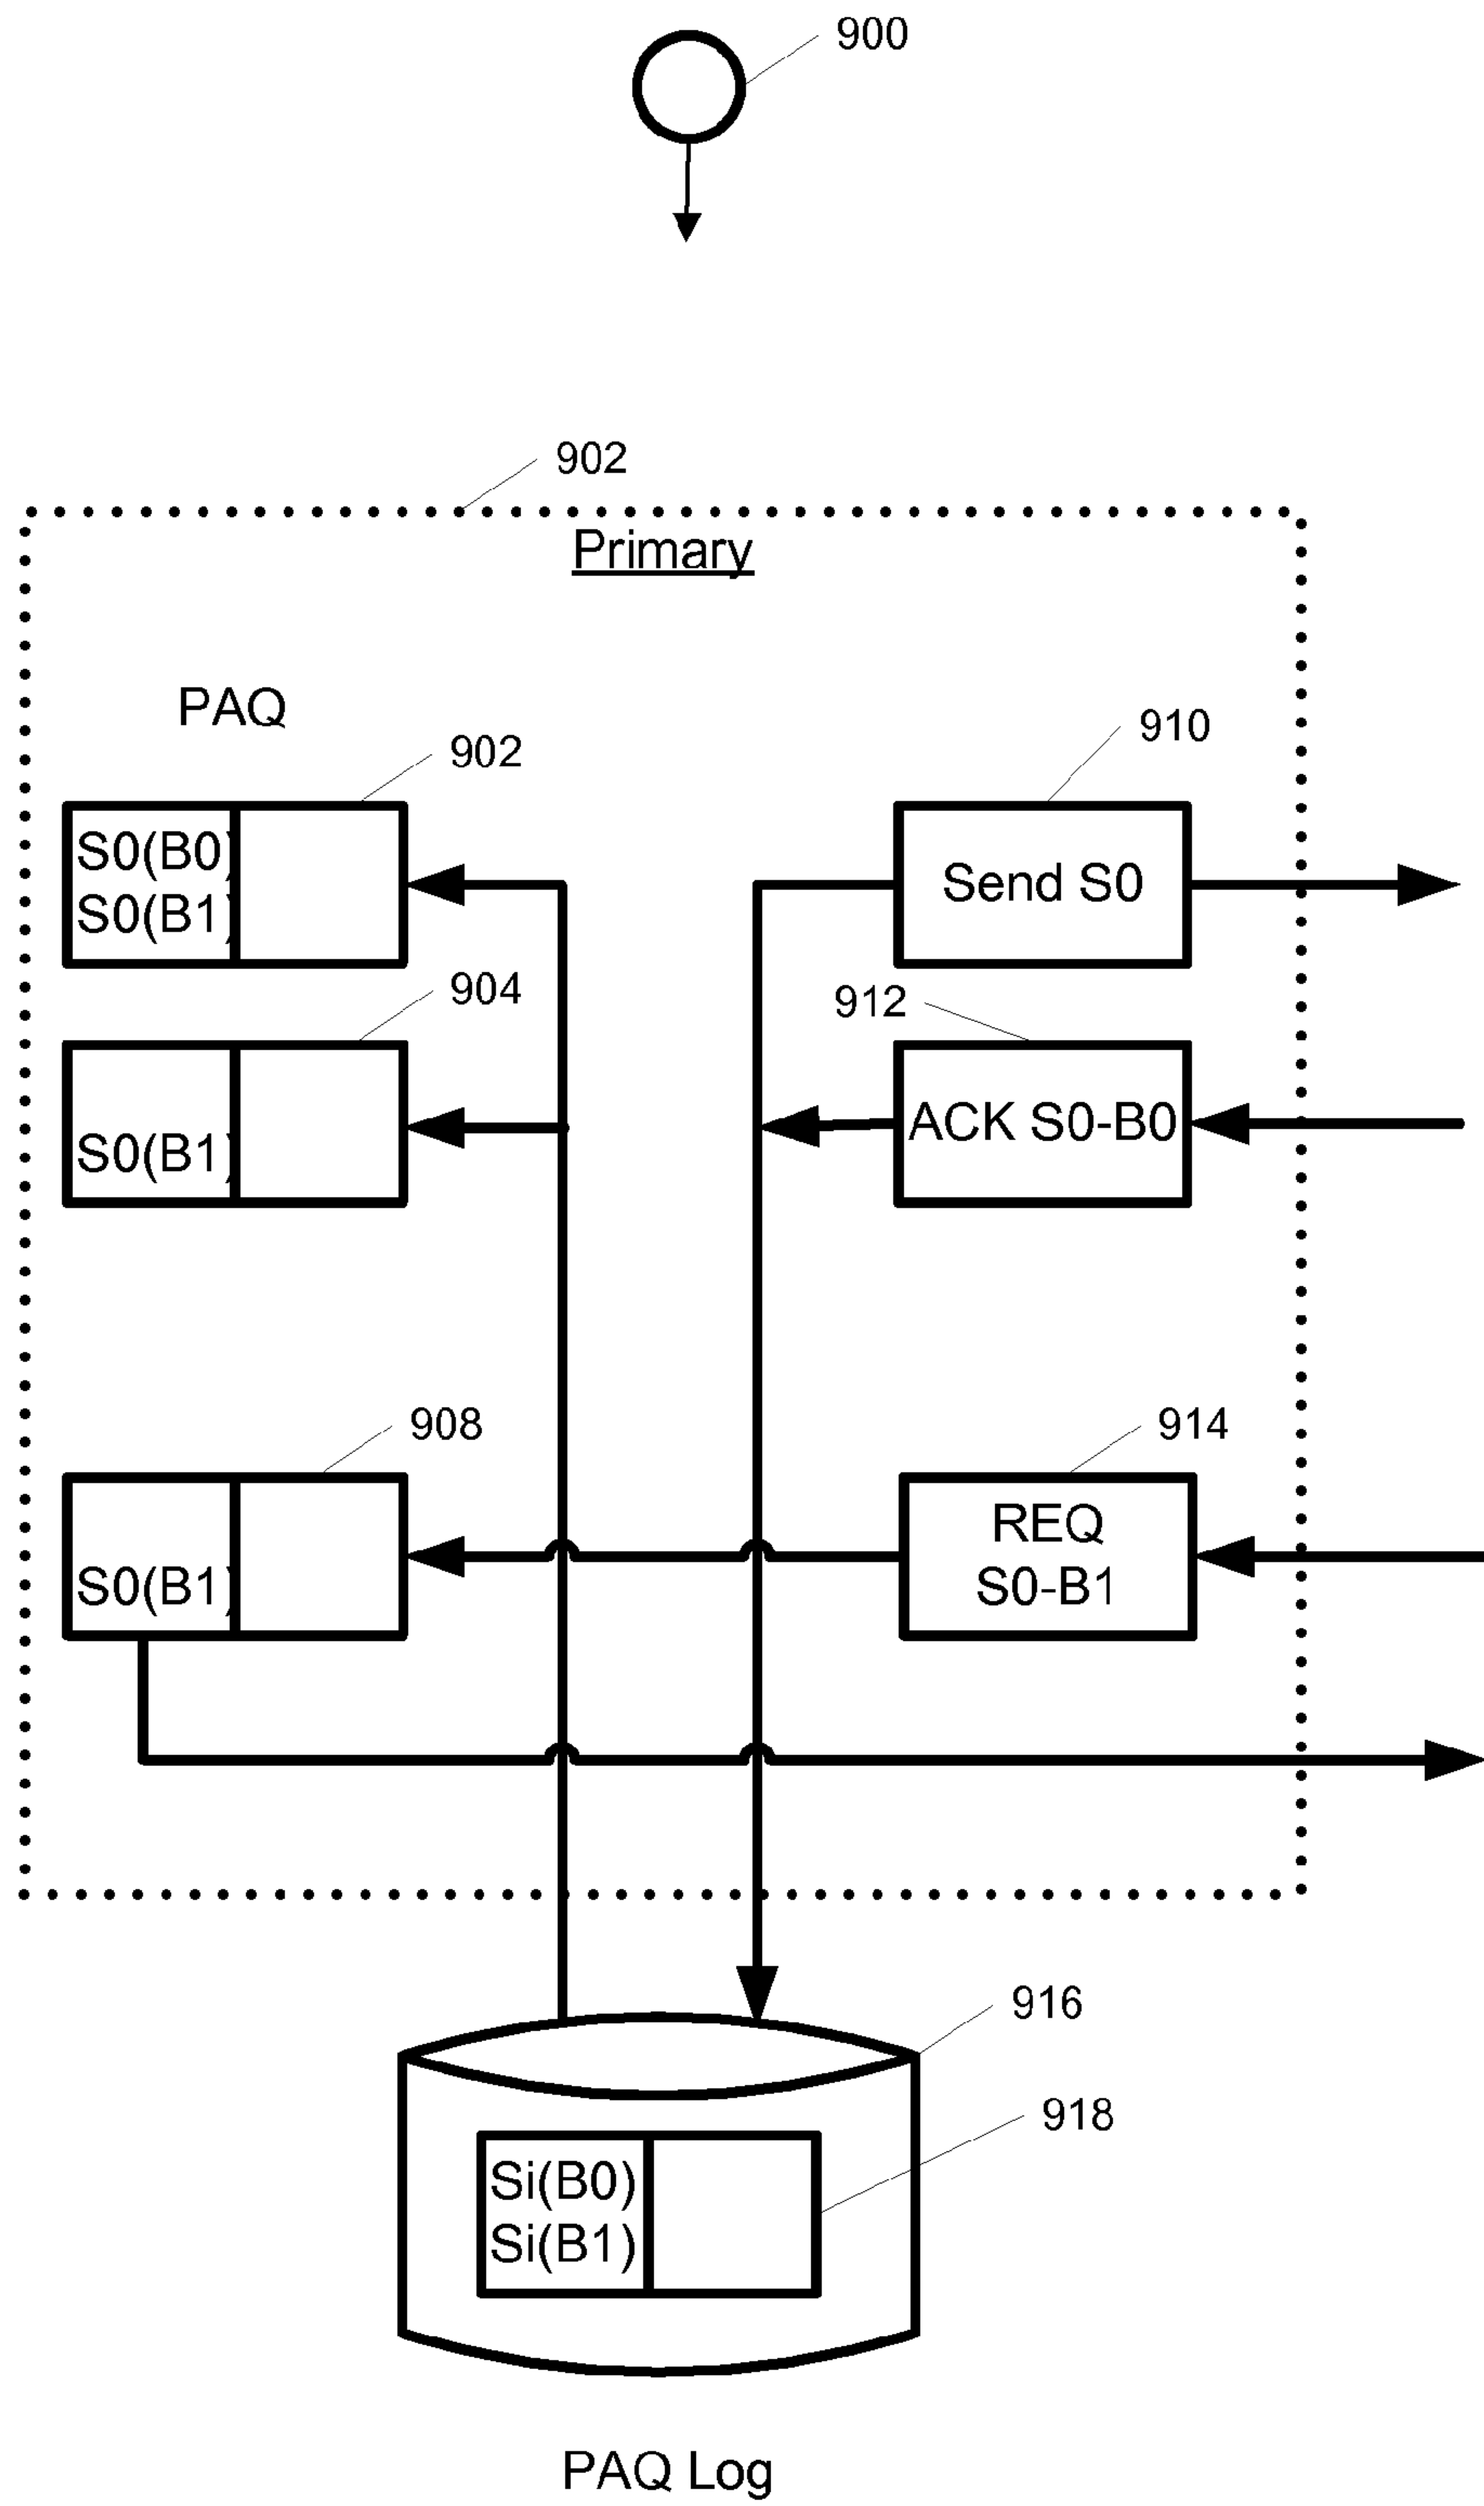 900
902
Primary
PAQ
902
910
S0(B0)
S0(B1)
Send S0
904
912
S0(B1)
ACK S0-B0
908
914
S0(B1)
REQ
S0-B1
916
918
Si(B0)
Si(B1)
PAQ Log